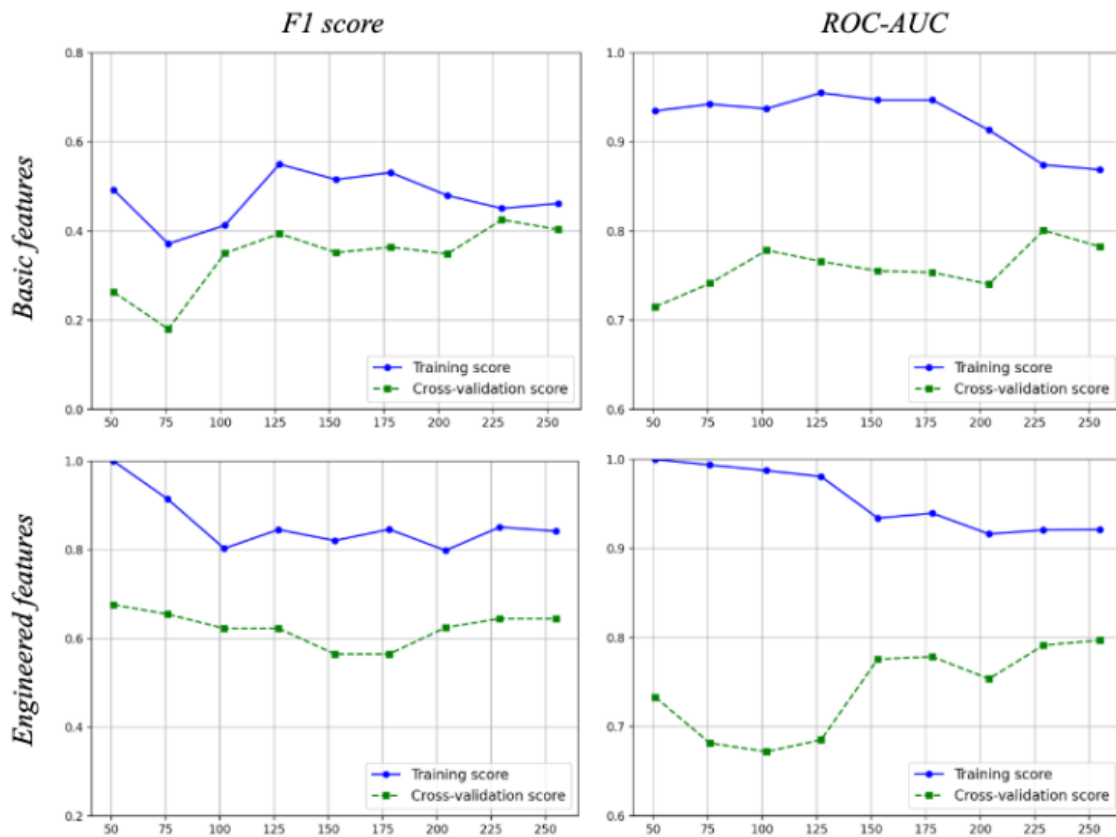 F1 score
ROC-AUC
Basic features
0.8
0.6
0.4
0.2
0.0
50 75 100 125 150 175 200 225 250
Training score
Cross-validation score
1.0
0.9
0.8
0.7
0.6
50 75 100 125 150 175 200 225 250
Training score
Cross-validation score
Engineered features
1.0
0.8
0.6
0.4
0.2
50 75 100 125 150 175 200 225 250
Training score
Cross-validation score
1.0
0.9
0.8
0.7
0.6
50 75 100 125 150 175 200 225 250
Training score
Cross-validation score